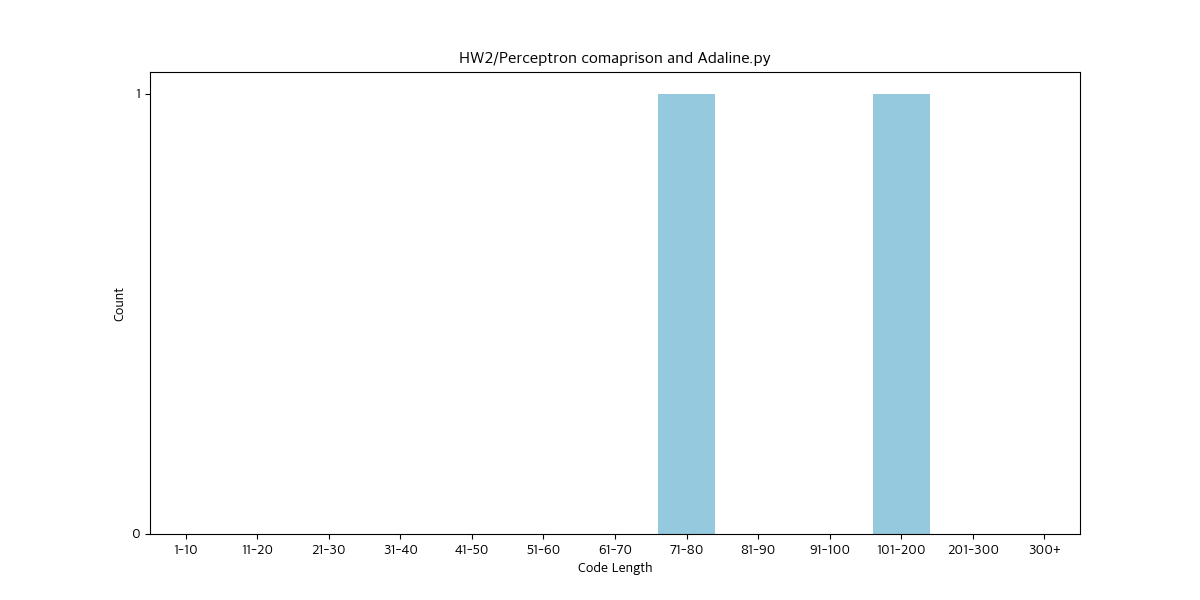 HW2/Perceptron comaprison and Adaline.py
Count
1
0
1-10 11-20 21-30 31-40 41-50 51-60 61-70 71-80 81-90 91-100 101-200 201-300 300+
Code Length